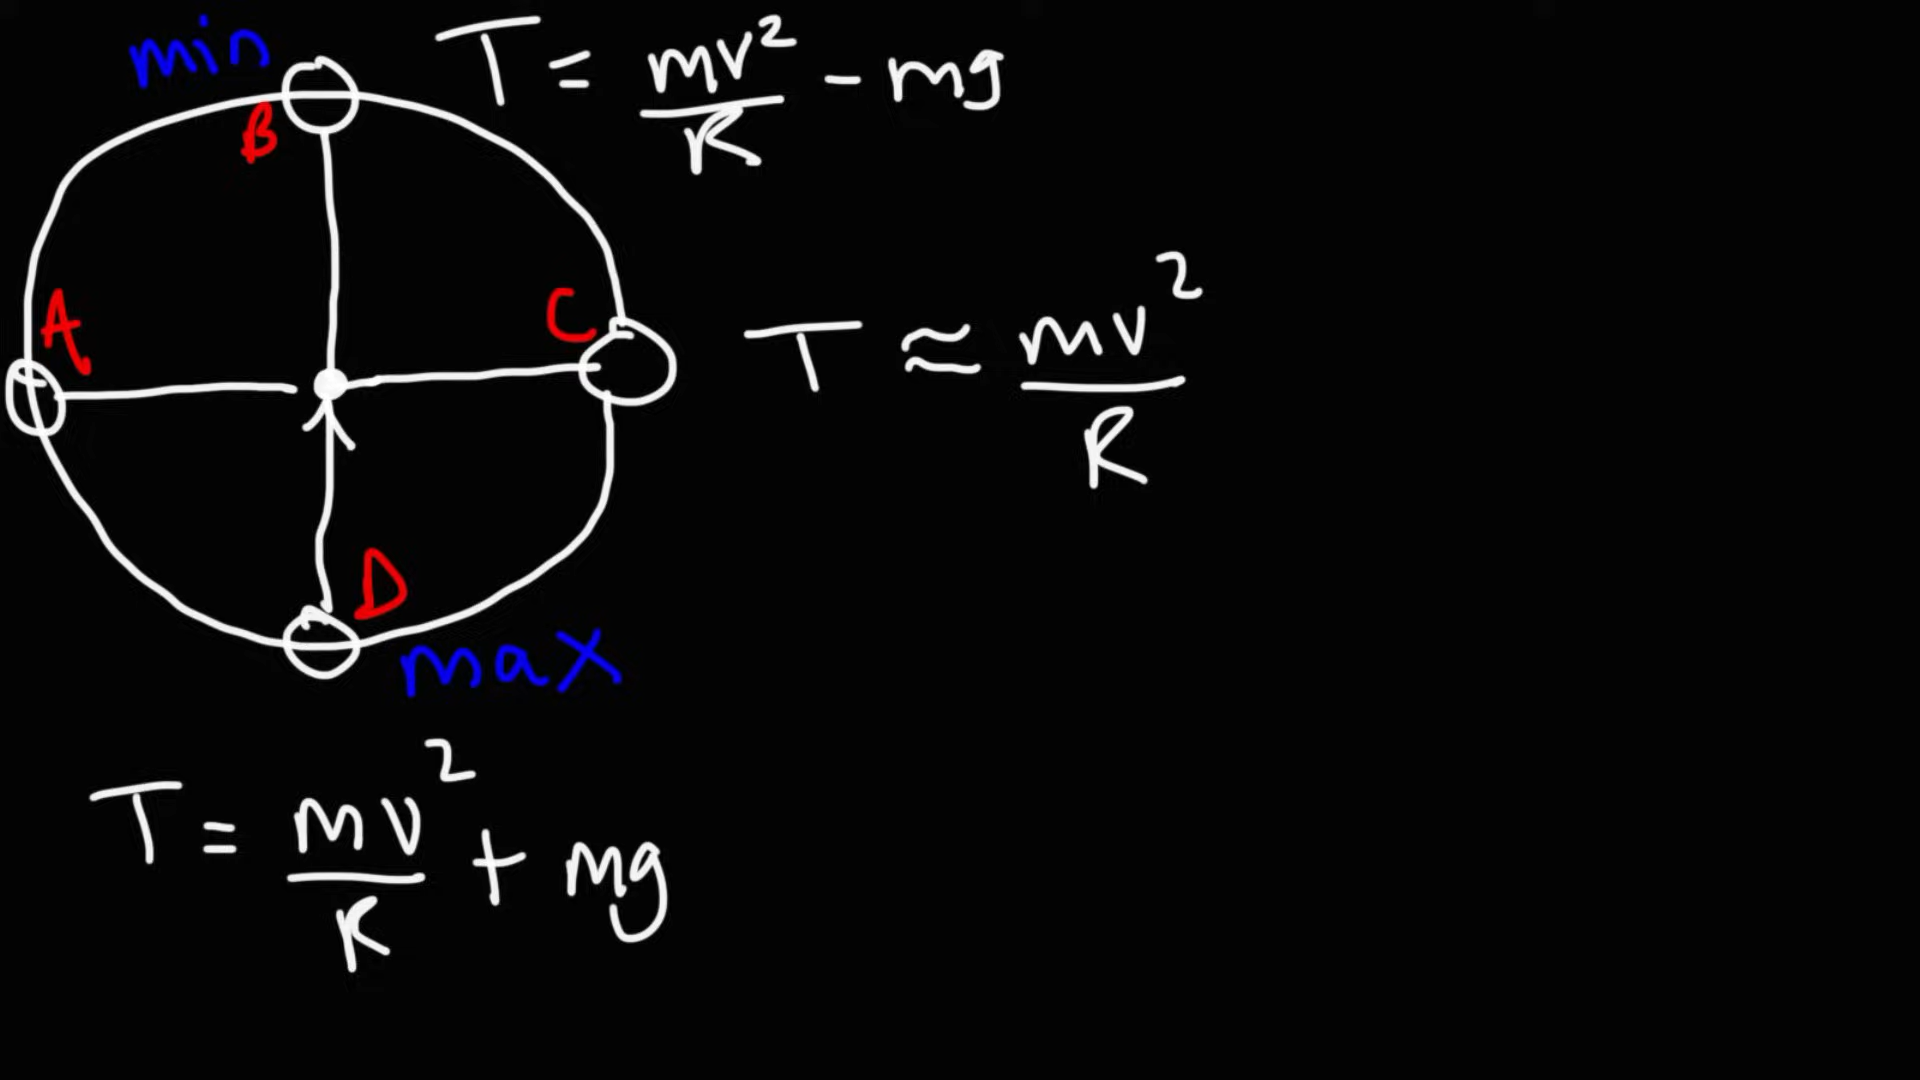 min
T = mv²/R - mg
B
A
C
T ≈ mv²/R
D
max
T = mv²/R + mg